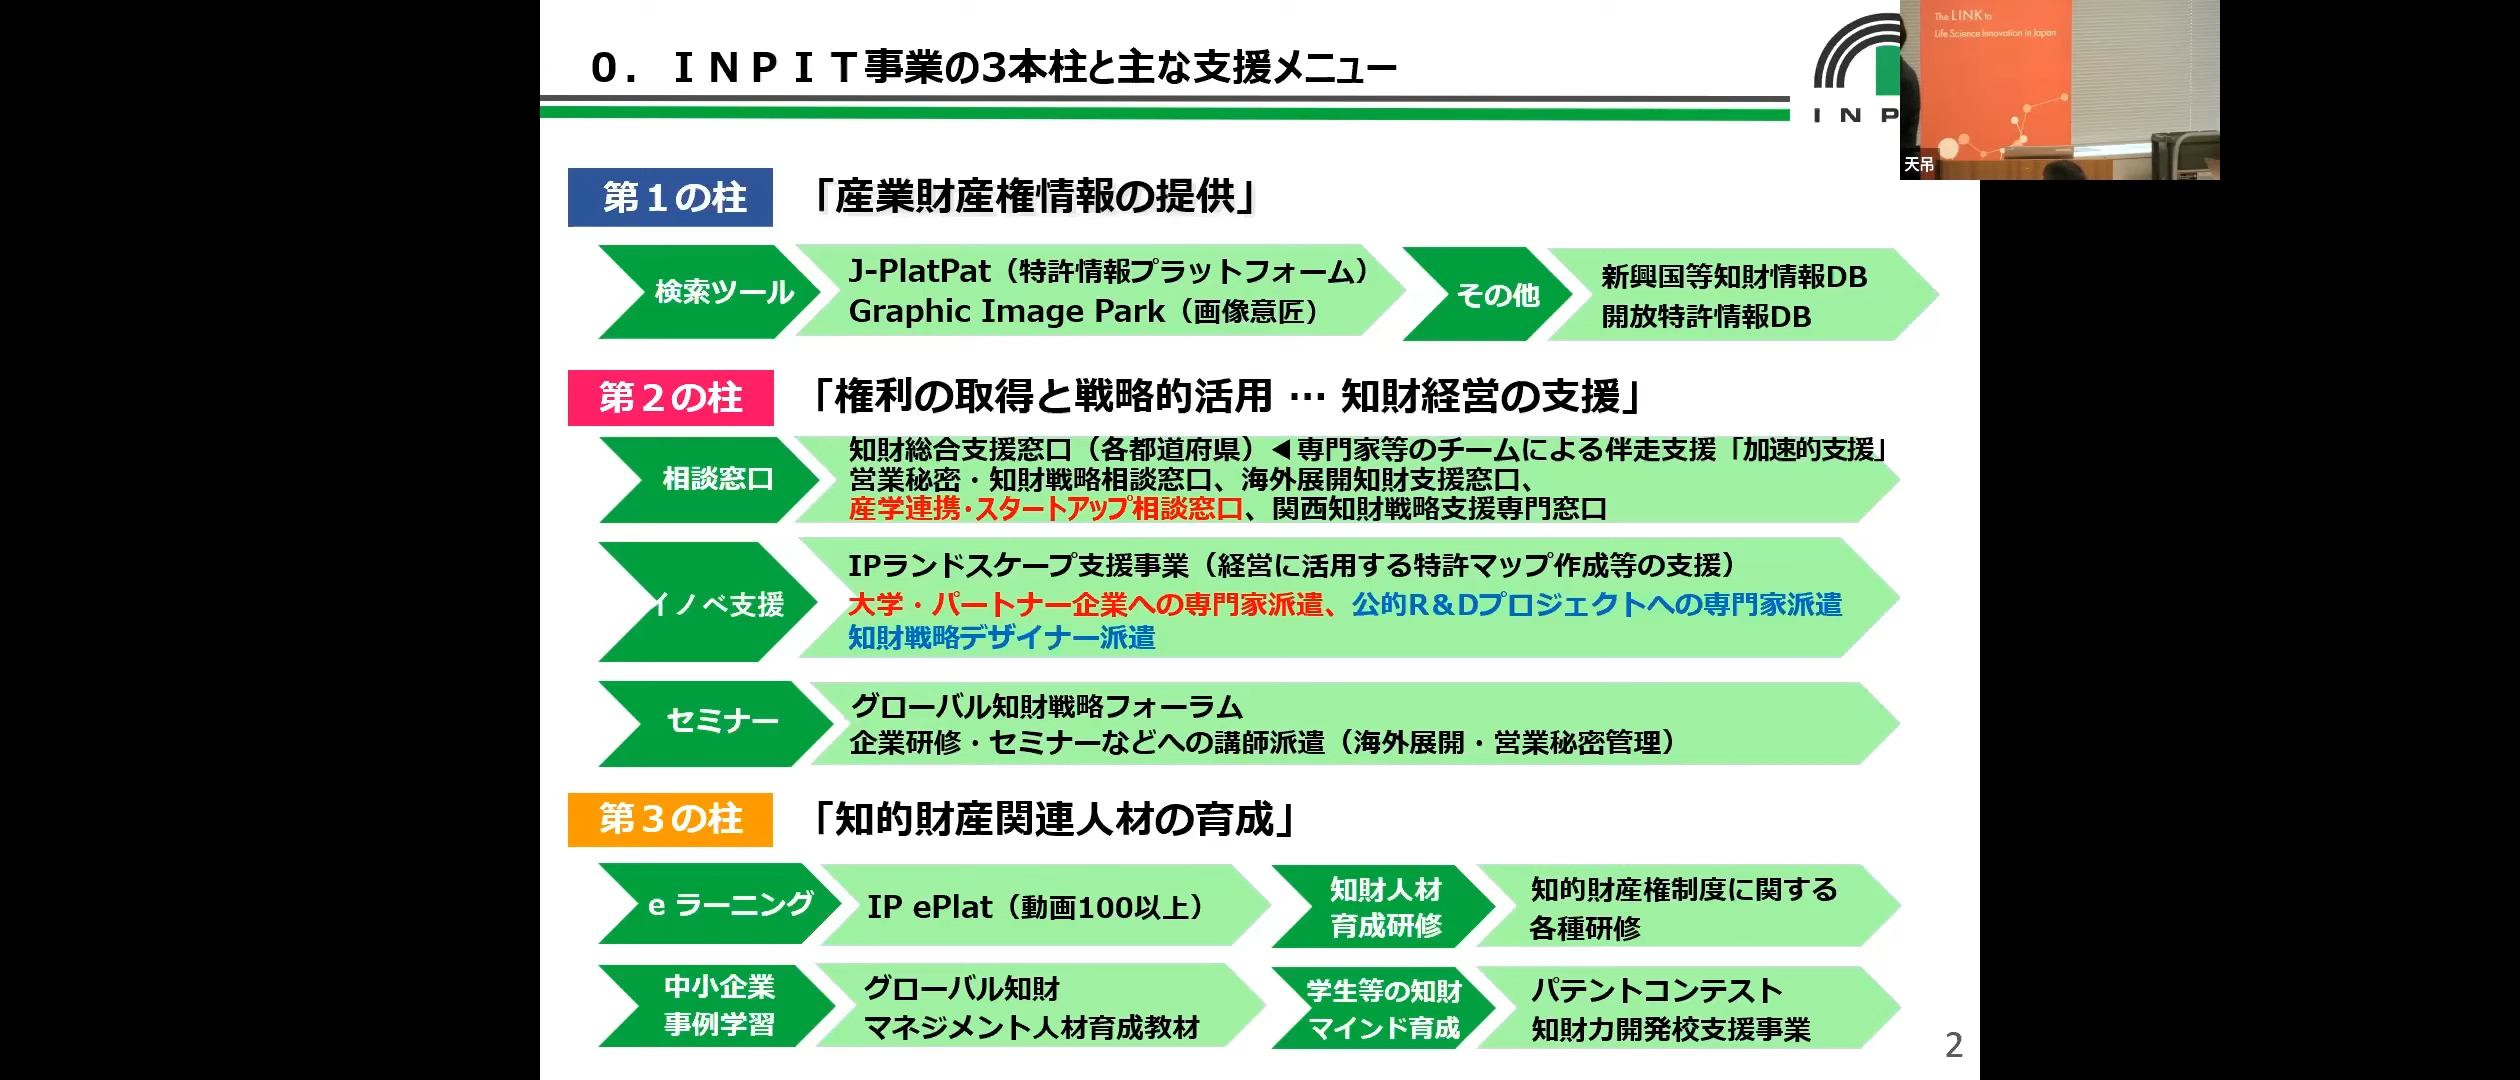 ０．ＩＮＰＩＴ事業の3本柱と主な支援メニュー
I N P
The LINK to
Life Science Innovation in Japan
天吊
第１の柱
「産業財産権情報の提供」
検索ツール
J-PlatPat（特許情報プラットフォーム）
Graphic Image Park（画像意匠）
その他
新興国等知財情報DB
開放特許情報DB
第２の柱
「権利の取得と戦略的活用 … 知財経営の支援」
相談窓口
知財総合支援窓口（各都道府県）◀専門家等のチームによる伴走支援「加速的支援」
営業秘密・知財戦略相談窓口、海外展開知財支援窓口、
産学連携・スタートアップ相談窓口、関西知財戦略支援専門窓口
イノベ支援
IPランドスケープ支援事業（経営に活用する特許マップ作成等の支援）
大学・パートナー企業への専門家派遣、公的R＆Dプロジェクトへの専門家派遣
知財戦略デザイナー派遣
セミナー
グローバル知財戦略フォーラム
企業研修・セミナーなどへの講師派遣（海外展開・営業秘密管理）
第３の柱
「知的財産関連人材の育成」
e ラーニング
IP ePlat（動画100以上）
知財人材
育成研修
知的財産権制度に関する
各種研修
中小企業
事例学習
グローバル知財
マネジメント人材育成教材
学生等の知財
マインド育成
パテントコンテスト
知財力開発校支援事業
2